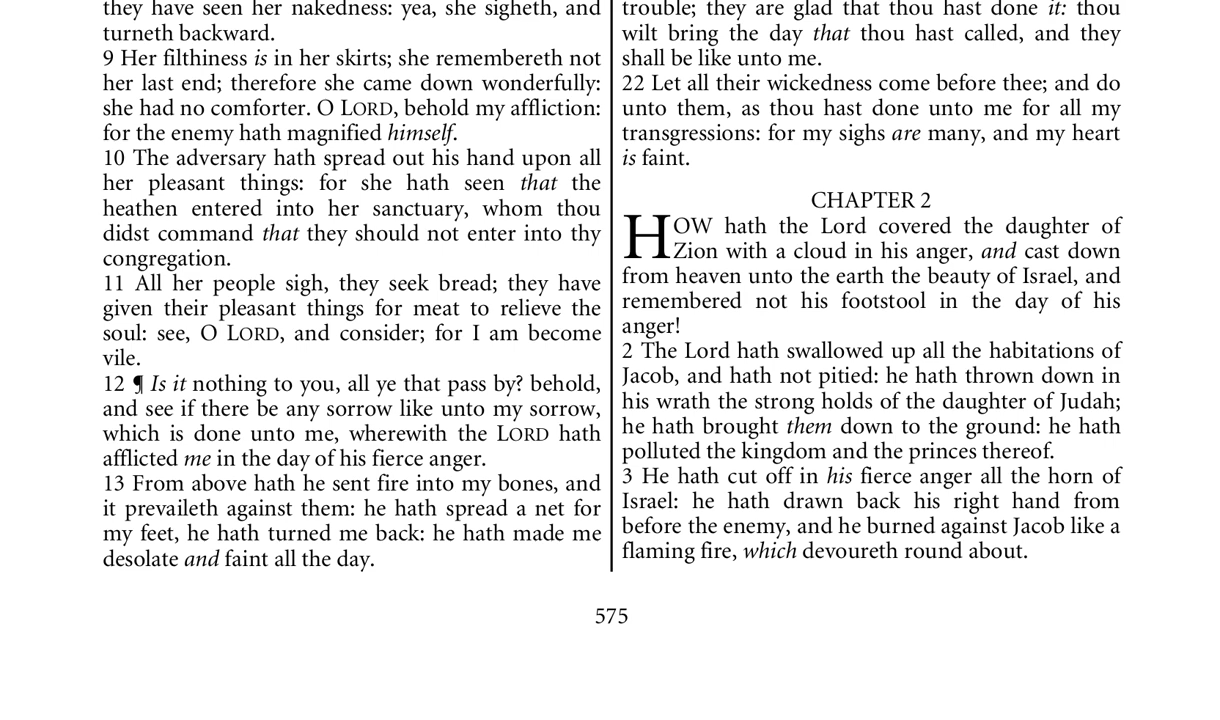 they have seen her nakedness: yea, she sigheth, and
turneth backward.
9 Her filthiness is in her skirts; she remembereth not
her last end; therefore she came down wonderfully:
she had no comforter. O LORD, behold my affliction:
for the enemy hath magnified himself.
10 The adversary hath spread out his hand upon all
her pleasant things: for she hath seen that the
heathen entered into her sanctuary, whom thou
didst command that they should not enter into thy
congregation.
11 All her people sigh, they seek bread; they have
given their pleasant things for meat to relieve the
soul: see, O LORD, and consider; for I am become
vile.
12 ¶ Is it nothing to you, all ye that pass by? behold,
and see if there be any sorrow like unto my sorrow,
which is done unto me, wherewith the LORD hath
afflicted me in the day of his fierce anger.
13 From above hath he sent fire into my bones, and
it prevaileth against them: he hath spread a net for
my feet, he hath turned me back: he hath made me
desolate and faint all the day.
trouble; they are glad that thou hast done it: thou
wilt bring the day that thou hast called, and they
shall be like unto me.
22 Let all their wickedness come before thee; and do
unto them, as thou hast done unto me for all my
transgressions: for my sighs are many, and my heart
is faint.
CHAPTER 2
HOW hath the Lord covered the daughter of
Zion with a cloud in his anger, and cast down
from heaven unto the earth the beauty of Israel, and
remembered not his footstool in the day of his
anger!
2 The Lord hath swallowed up all the habitations of
Jacob, and hath not pitied: he hath thrown down in
his wrath the strong holds of the daughter of Judah;
he hath brought them down to the ground: he hath
polluted the kingdom and the princes thereof.
3 He hath cut off in his fierce anger all the horn of
Israel: he hath drawn back his right hand from
before the enemy, and he burned against Jacob like a
flaming fire, which devoureth round about.
575